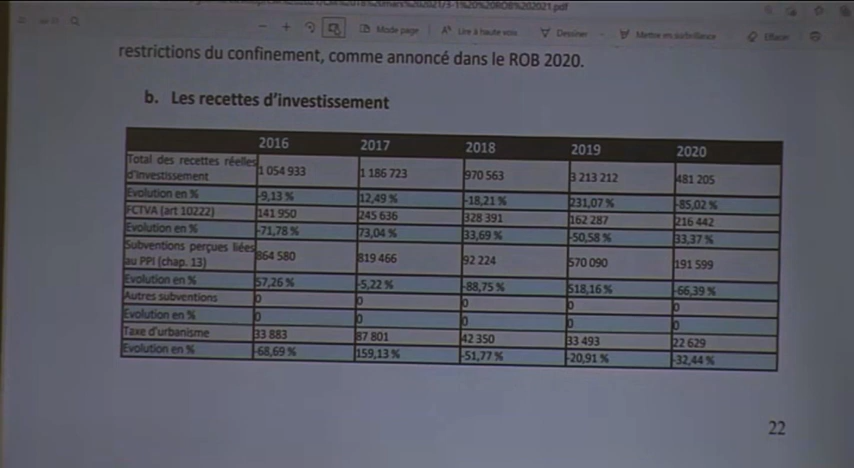 3-1%20%20ROB%202021.pdf
Mode page Lire à haute voix Dessiner Mettre en surbrillance Effacer
restrictions du confinement, comme annoncé dans le ROB 2020.
b. Les recettes d'investissement
2016 2017 2018 2019 2020
Total des recettes réelles
d'investissement 1 054 933 1 186 723 970 563 3 213 212 481 205
Evolution en % -9,13 % 12,49 % -18,21 % 231,07 % -85,02 %
FCTVA (art 10222) 141 950 245 636 328 391 162 287 216 442
Evolution en % -71,78 % 73,04 % 33,69 % -50,58 % 33,37 %
Subventions perçues liées
au PPI (chap. 13) 864 580 819 466 92 224 570 090 191 599
Evolution en % 57,26 % -5,22 % -88,75 % 518,16 % -66,39 %
Autres subventions 0 0 0 0 0
Evolution en % 0 0 0 0 0
Taxe d'urbanisme 33 883 87 801 42 350 33 493 22 629
Evolution en % -68,69 % 159,13 % -51,77 % -20,91 % -32,44 %
22